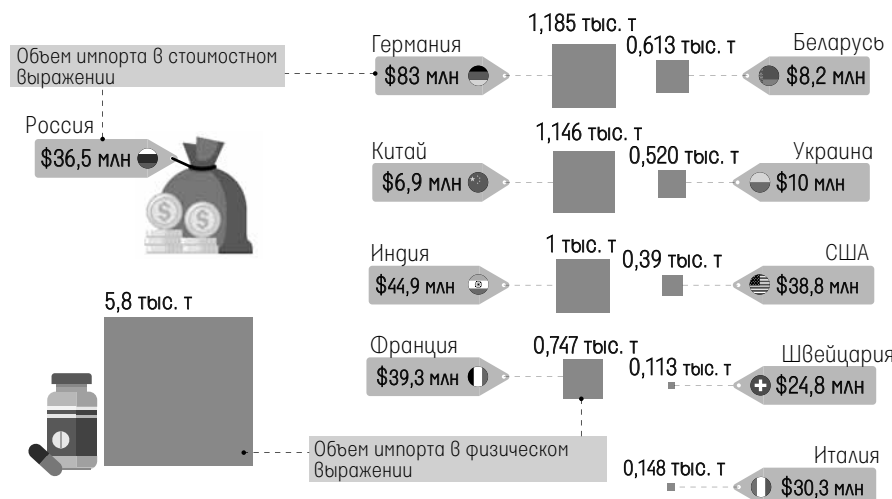 Объем импорта в стоимостном
выражении
Россия
$36,5 млн
5,8 тыс. т
Германия
$83 млн
1,185 тыс. т
0,613 тыс. т
Беларусь
$8,2 млн
Китай
$6,9 млн
1,146 тыс. т
0,520 тыс. т
Украина
$10 млн
Индия
$44,9 млн
1 тыс. т
0,39 тыс. т
США
$38,8 млн
Франция
$39,3 млн
0,747 тыс. т
0,113 тыс. т
Швейцария
$24,8 млн
Объем импорта в физическом
выражении
0,148 тыс. т
Италия
$30,3 млн
$
$